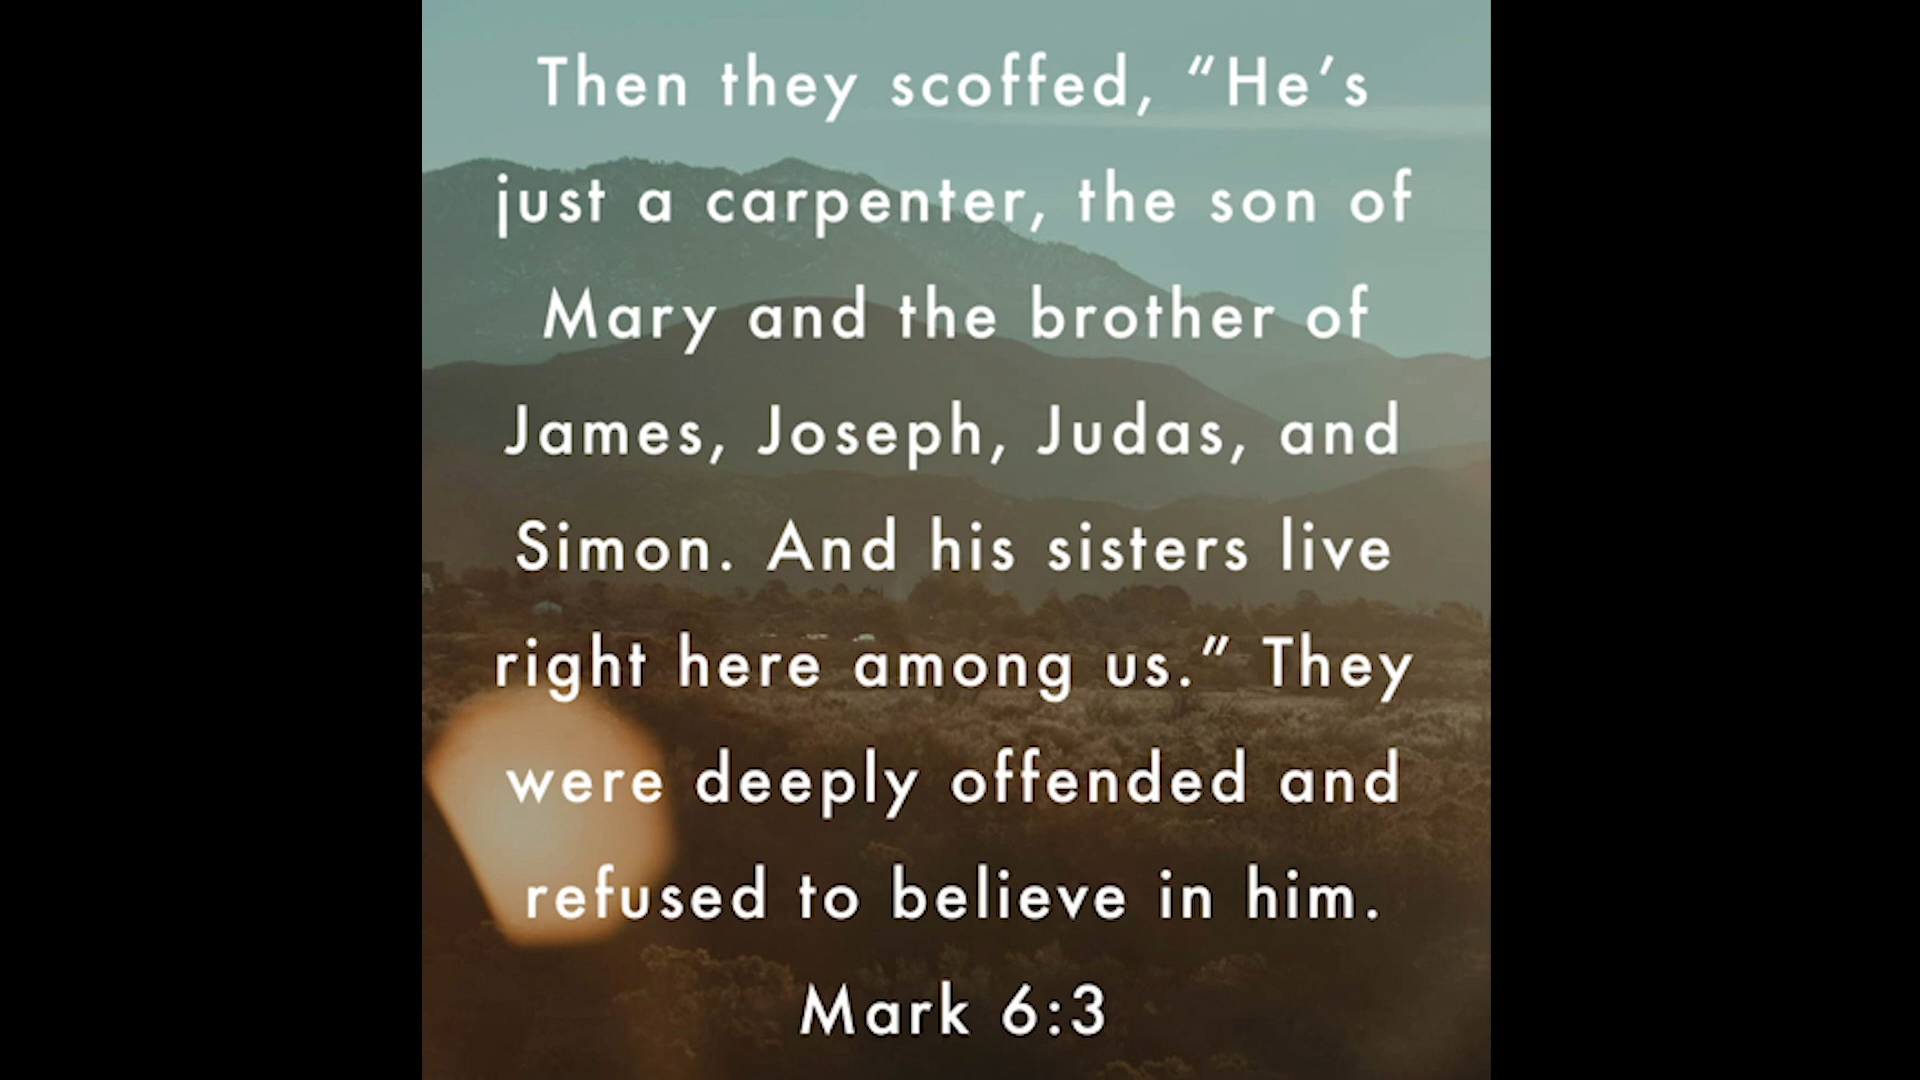 Then they scoffed, “He’s
just a carpenter, the son of
Mary and the brother of
James, Joseph, Judas, and
Simon. And his sisters live
right here among us.” They
were deeply offended and
refused to believe in him.
Mark 6:3